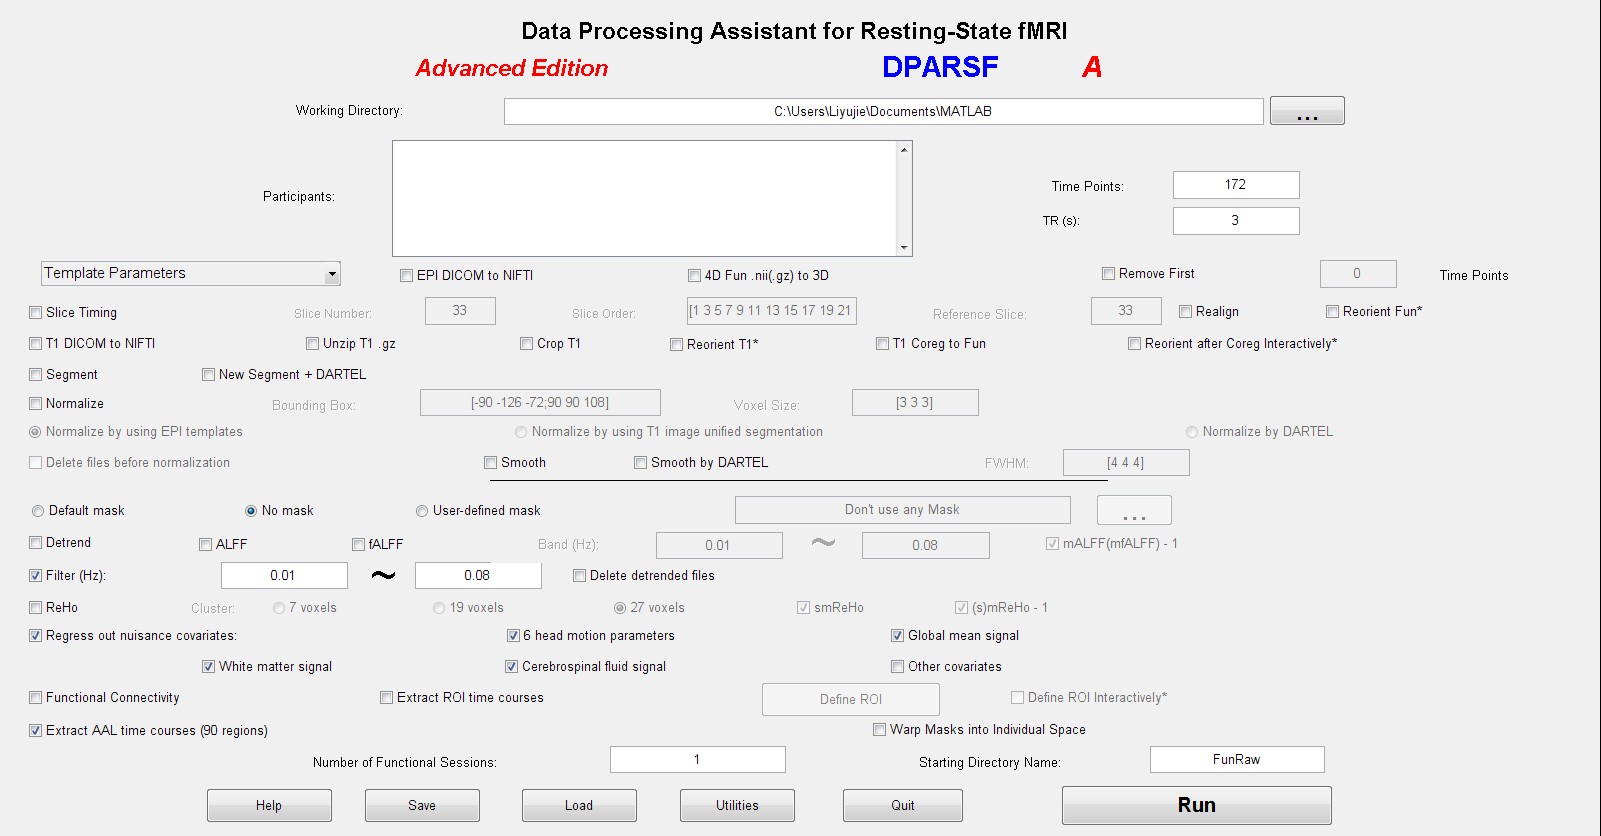 Data Processing Assistant for Resting-State fMRI
Advanced Edition DPARSF A
Working Directory: C:\Users\Liyujie\Documents\MATLAB ...
Participants:
Time Points: 172
TR (s): 3
Template Parameters EPI DICOM to NIFTI 4D Fun .nii(.gz) to 3D Remove First 0 Time Points
Slice Timing Slice Number: 33 Slice Order: [1 3 5 7 9 11 13 15 17 19 21 Reference Slice: 33 Realign Reorient Fun*
T1 DICOM to NIFTI Unzip T1 .gz Crop T1 Reorient T1* T1 Coreg to Fun Reorient after Coreg Interactively*
Segment New Segment + DARTEL
Normalize Bounding Box: [-90 -126 -72;90 90 108] Voxel Size: [3 3 3]
Normalize by using EPI templates Normalize by using T1 image unified segmentation Normalize by DARTEL
Delete files before normalization Smooth Smooth by DARTEL FWHM: [4 4 4]
Default mask No mask User-defined mask Don't use any Mask ...
Detrend ALFF fALFF Band (Hz): 0.01 ~ 0.08 mALFF(mfALFF) - 1
Filter (Hz): 0.01 ~ 0.08 Delete detrended files
ReHo Cluster: 7 voxels 19 voxels 27 voxels smReHo (s)mReHo - 1
Regress out nuisance covariates: 6 head motion parameters Global mean signal
White matter signal Cerebrospinal fluid signal Other covariates
Functional Connectivity Extract ROI time courses Define ROI Define ROI Interactively*
Extract AAL time courses (90 regions) Warp Masks into Individual Space
Number of Functional Sessions: 1 Starting Directory Name: FunRaw
Help Save Load Utilities Quit Run